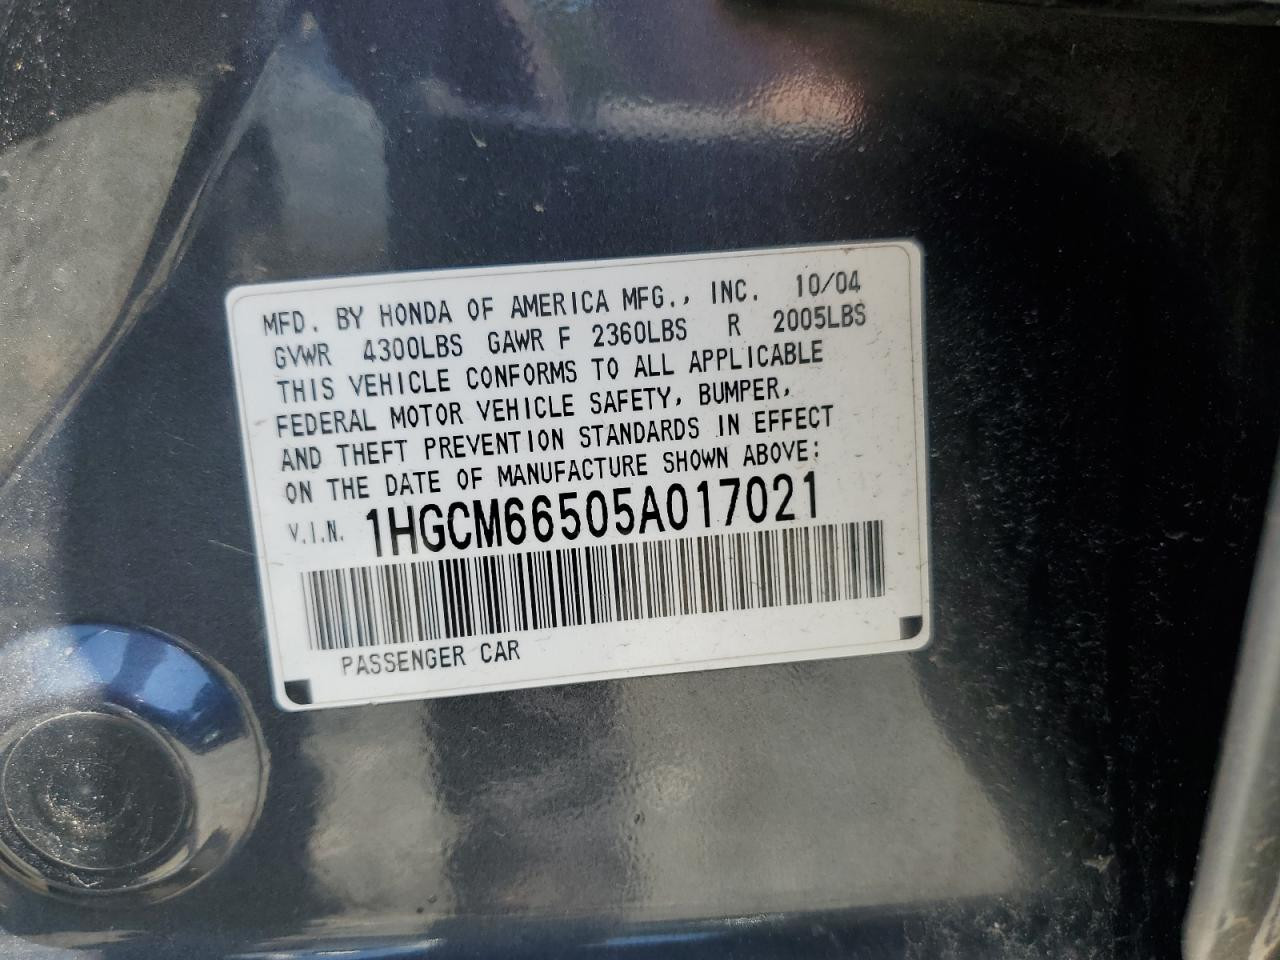 MFD. BY HONDA OF AMERICA MFG., INC. 10/04
GVWR 4300LBS GAWR F 2360LBS R 2005LBS
THIS VEHICLE CONFORMS TO ALL APPLICABLE
FEDERAL MOTOR VEHICLE SAFETY, BUMPER,
AND THEFT PREVENTION STANDARDS IN EFFECT
ON THE DATE OF MANUFACTURE SHOWN ABOVE:
V.I.N. 1HGCM66505A017021
PASSENGER CAR